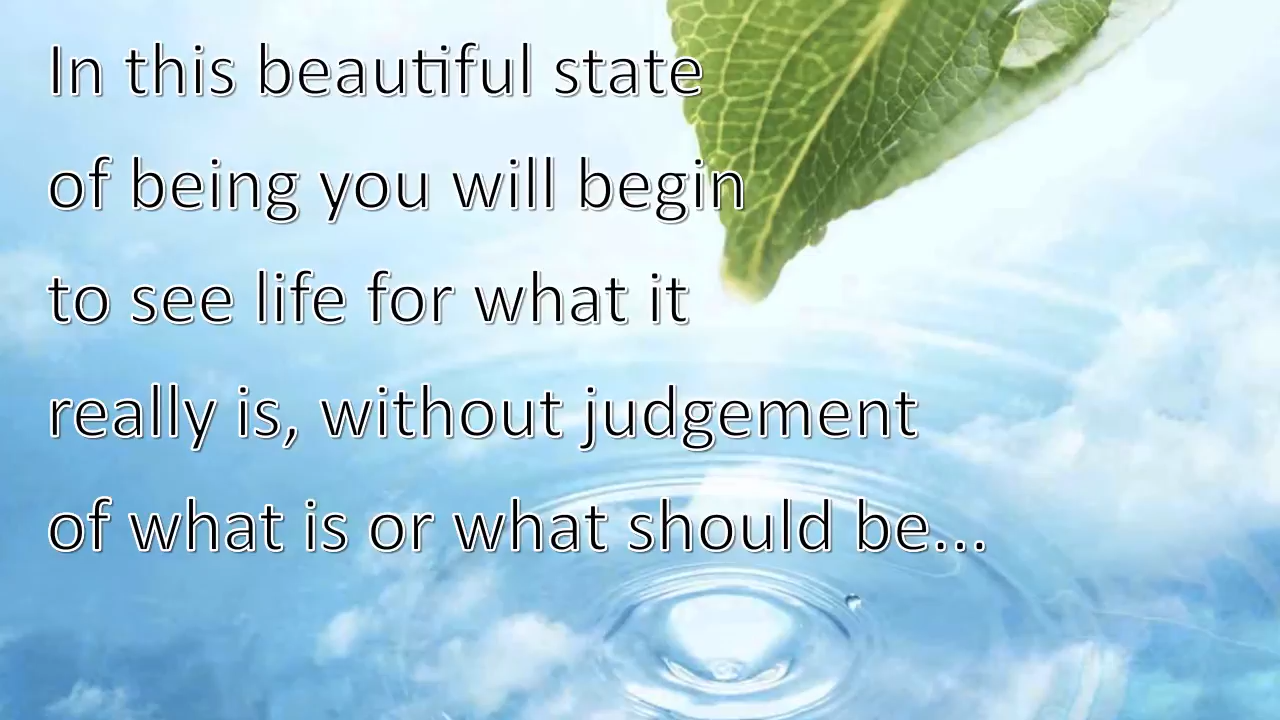 In this beautiful state
of being you will begin
to see life for what it
really is, without judgement
of what is or what should be...